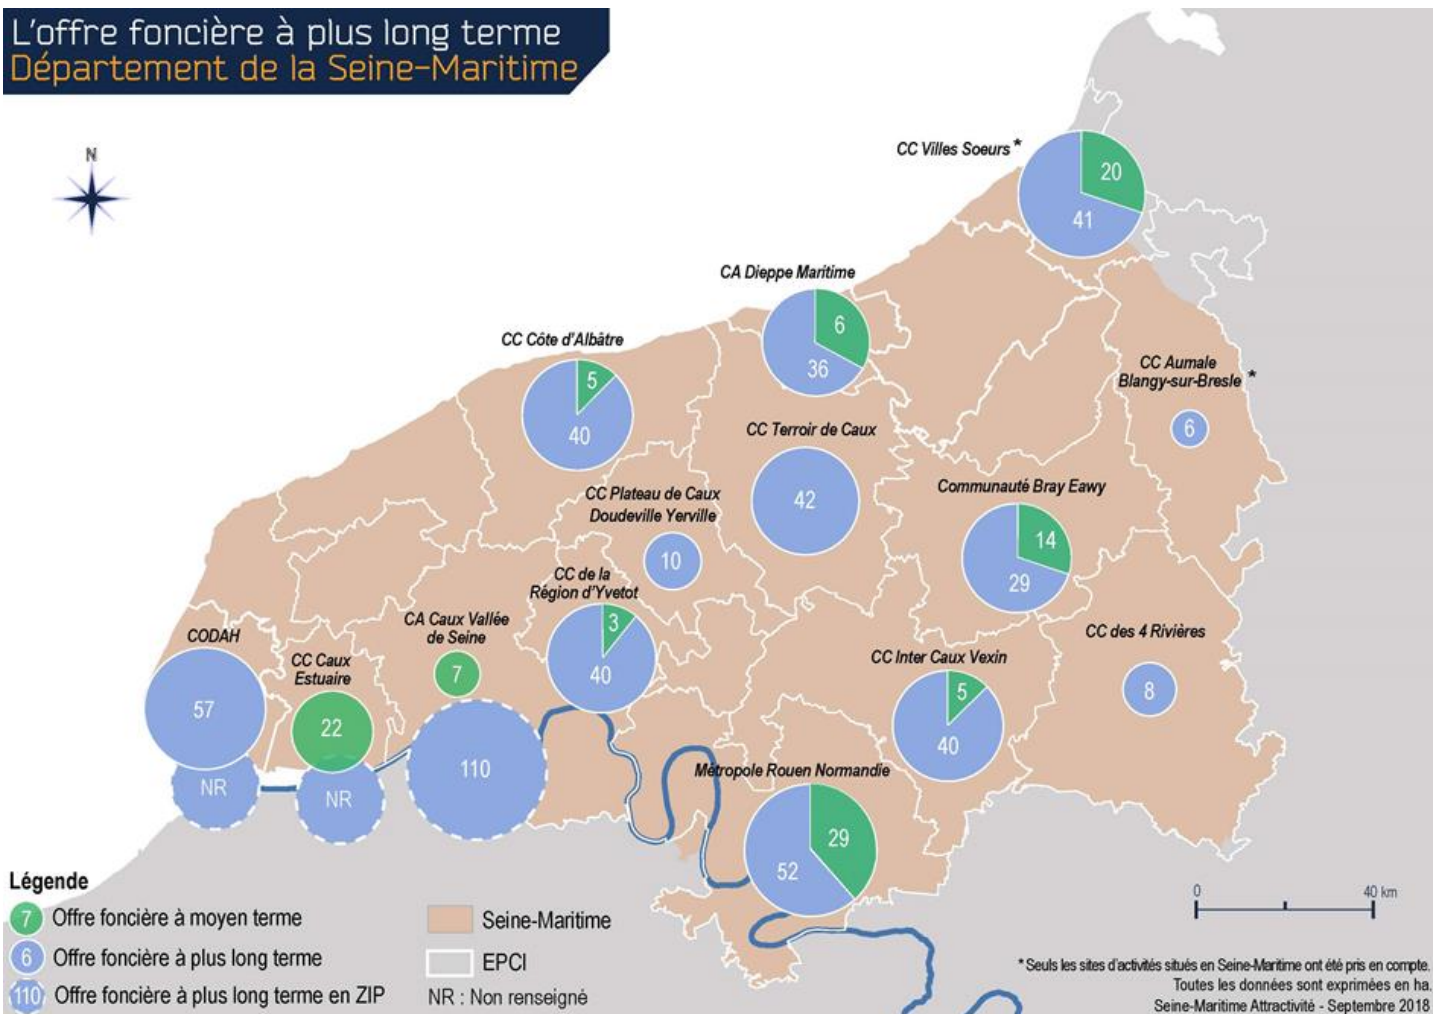 L'offre foncière à plus long terme
Département de la Seine-Maritime
N
CC Villes Soeurs *
20
41
CA Dieppe Maritime
6
36
CC Côte d'Albâtre
5
40
CC Aumale
Blangy-sur-Bresle *
6
CC Terroir de Caux
42
CC Plateau de Caux
Doudeville Yerville
10
Communauté Bray Eawy
14
29
CC de la
Région d'Yvetot
3
40
CA Caux Vallée
de Seine
7
110
CODAH
57
NR
CC Caux
Estuaire
22
NR
CC des 4 Rivières
8
CC Inter Caux Vexin
5
40
Métropole Rouen Normandie
29
52
Légende
7 Offre foncière à moyen terme
6 Offre foncière à plus long terme
110 Offre foncière à plus long terme en ZIP
Seine-Maritime
EPCI
NR : Non renseigné
0 40 km
* Seuls les sites d'activités situés en Seine-Maritime ont été pris en compte.
Toutes les données sont exprimées en ha.
Seine-Maritime Attractivité - Septembre 2018